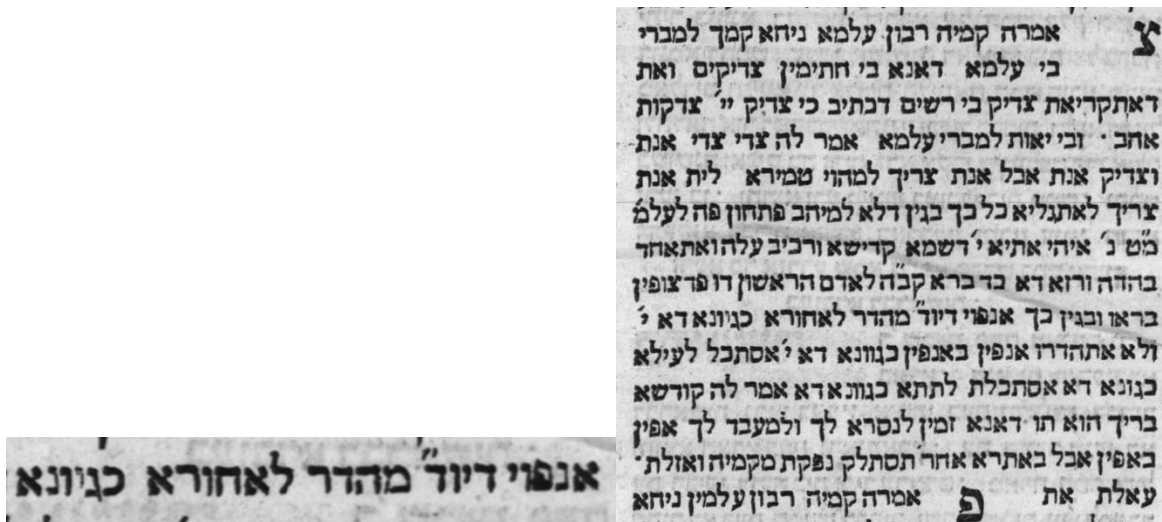 אנפוי דיוד״ מהדר לאחורא כגיונא
צ אמרה קמיה רבון עלמא ניחא קמך למברי
בי עלמא דאנא בי חתימין צדיקים ואת
דאתקריאת צדיק בי רשים דכתיב כי צדיק יי׳ צדקות
אהב · ובי יאות למברי עלמא אמר לה צדי צדי אנת
וצדיק אנת אבל אנת צריך למהוי טמירא לית אנת
צריך לאתגליא כל כך בגין דלא למיהב פתחון פה לעלמ׳
מ״ט נ׳ איהי אתיא י׳ דשמא קדישא ורכיב עלה ואתאחד
בהדה ורזא דא כד ברא קב״ה לאדם הראשון דו פרצופין
בראו ובגין כך אנפוי דיוד״ מהדר לאחורא כגיונא דא י׳
ולא אתהדרו אנפין באנפין כגוונא דא י׳ אסתכל לעילא
כגונא דא אסתכלת לתתא כגוונא דא אמר לה קודשא
בריך הוא תו דאנא זמין לנסרא לך ולמעבד לך אפין
באפין אבל באתרא אחר׳ תסתלק נפקת מקמיה ואזלת ·
עאלת את פ אמרה קמיה רבון עלמין ניחא